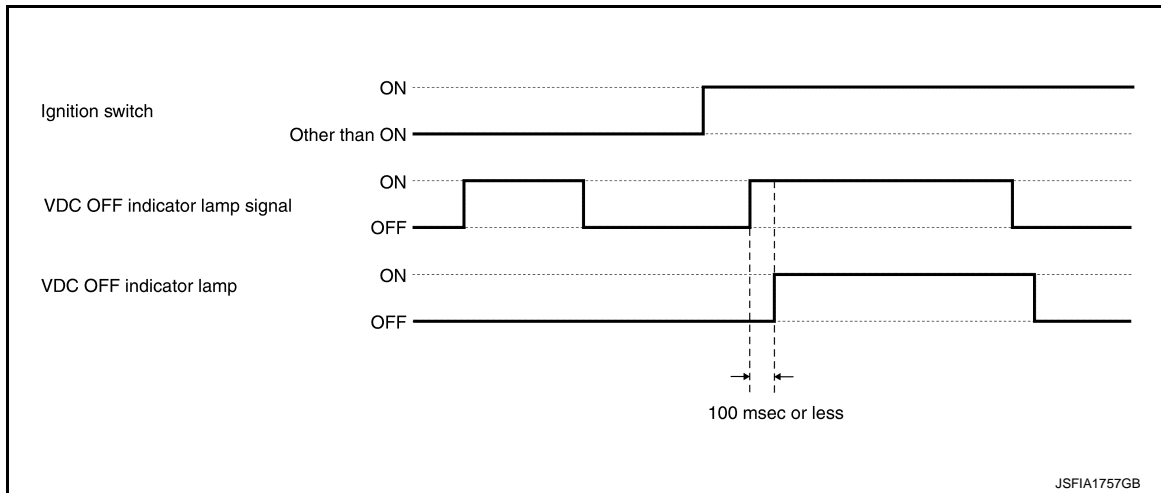 ON
Ignition switch
Other than ON
ON
VDC OFF indicator lamp signal
OFF
ON
VDC OFF indicator lamp
OFF
100 msec or less
JSFIA1757GB